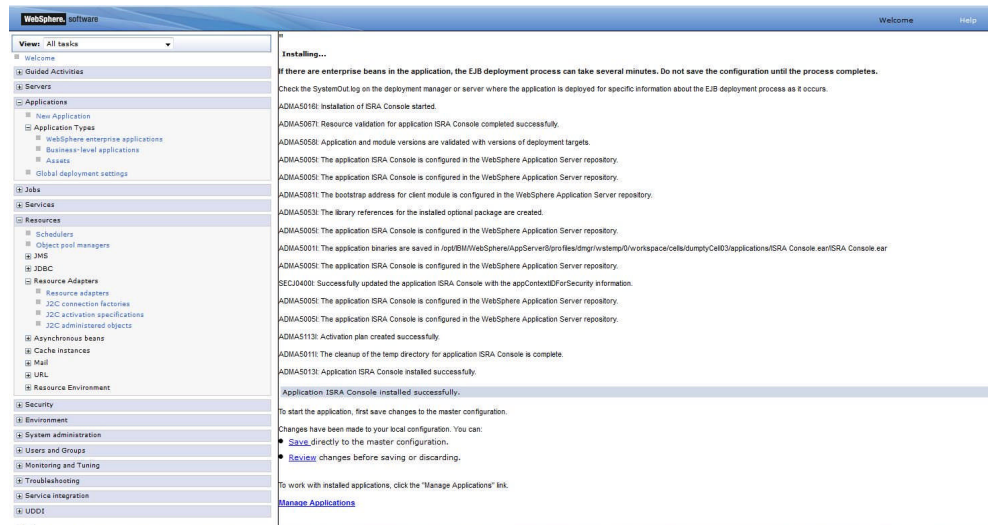 WebSphere. software
Welcome Help
View: All tasks
Welcome
Guided Activities
Servers
Applications
New Application
Application Types
WebSphere enterprise applications
Business-level applications
Assets
Global deployment settings
Jobs
Services
Resources
Schedulers
Object pool managers
JMS
JDBC
Resource Adapters
Resource adapters
J2C connection factories
J2C activation specifications
J2C administered objects
Asynchronous beans
Cache instances
Mail
URL
Resource Environment
Security
Environment
System administration
Users and Groups
Monitoring and Tuning
Troubleshooting
Service integration
UDDI
Installing...
If there are enterprise beans in the application, the EJB deployment process can take several minutes. Do not save the configuration until the process completes.
Check the SystemOut.log on the deployment manager or server where the application is deployed for specific information about the EJB deployment process as it occurs.
ADMA5016I: Installation of ISRA Console started.
ADMA5067I: Resource validation for application ISRA Console completed successfully.
ADMA5058I: Application and module versions are validated with versions of deployment targets.
ADMA5005I: The application ISRA Console is configured in the WebSphere Application Server repository.
ADMA5005I: The application ISRA Console is configured in the WebSphere Application Server repository.
ADMA5081I: The bootstrap address for client module is configured in the WebSphere Application Server repository.
ADMA5053I: The library references for the installed optional package are created.
ADMA5005I: The application ISRA Console is configured in the WebSphere Application Server repository.
ADMA5001I: The application binaries are saved in /opt/IBM/WebSphere/AppServer8/profiles/dmgr/wstemp/0/workspace/cells/dumptyCell03/applications/ISRA Console.ear/ISRA Console.ear
ADMA5005I: The application ISRA Console is configured in the WebSphere Application Server repository.
SECJ0400I: Successfully updated the application ISRA Console with the appContextIDForSecurity information.
ADMA5005I: The application ISRA Console is configured in the WebSphere Application Server repository.
ADMA5005I: The application ISRA Console is configured in the WebSphere Application Server repository.
ADMA5113I: Activation plan created successfully.
ADMA5011I: The cleanup of the temp directory for application ISRA Console is complete.
ADMA5013I: Application ISRA Console installed successfully.
Application ISRA Console installed successfully.
To start the application, first save changes to the master configuration.
Changes have been made to your local configuration. You can:
• Save directly to the master configuration.
• Review changes before saving or discarding.
To work with installed applications, click the "Manage Applications" link.
Manage Applications